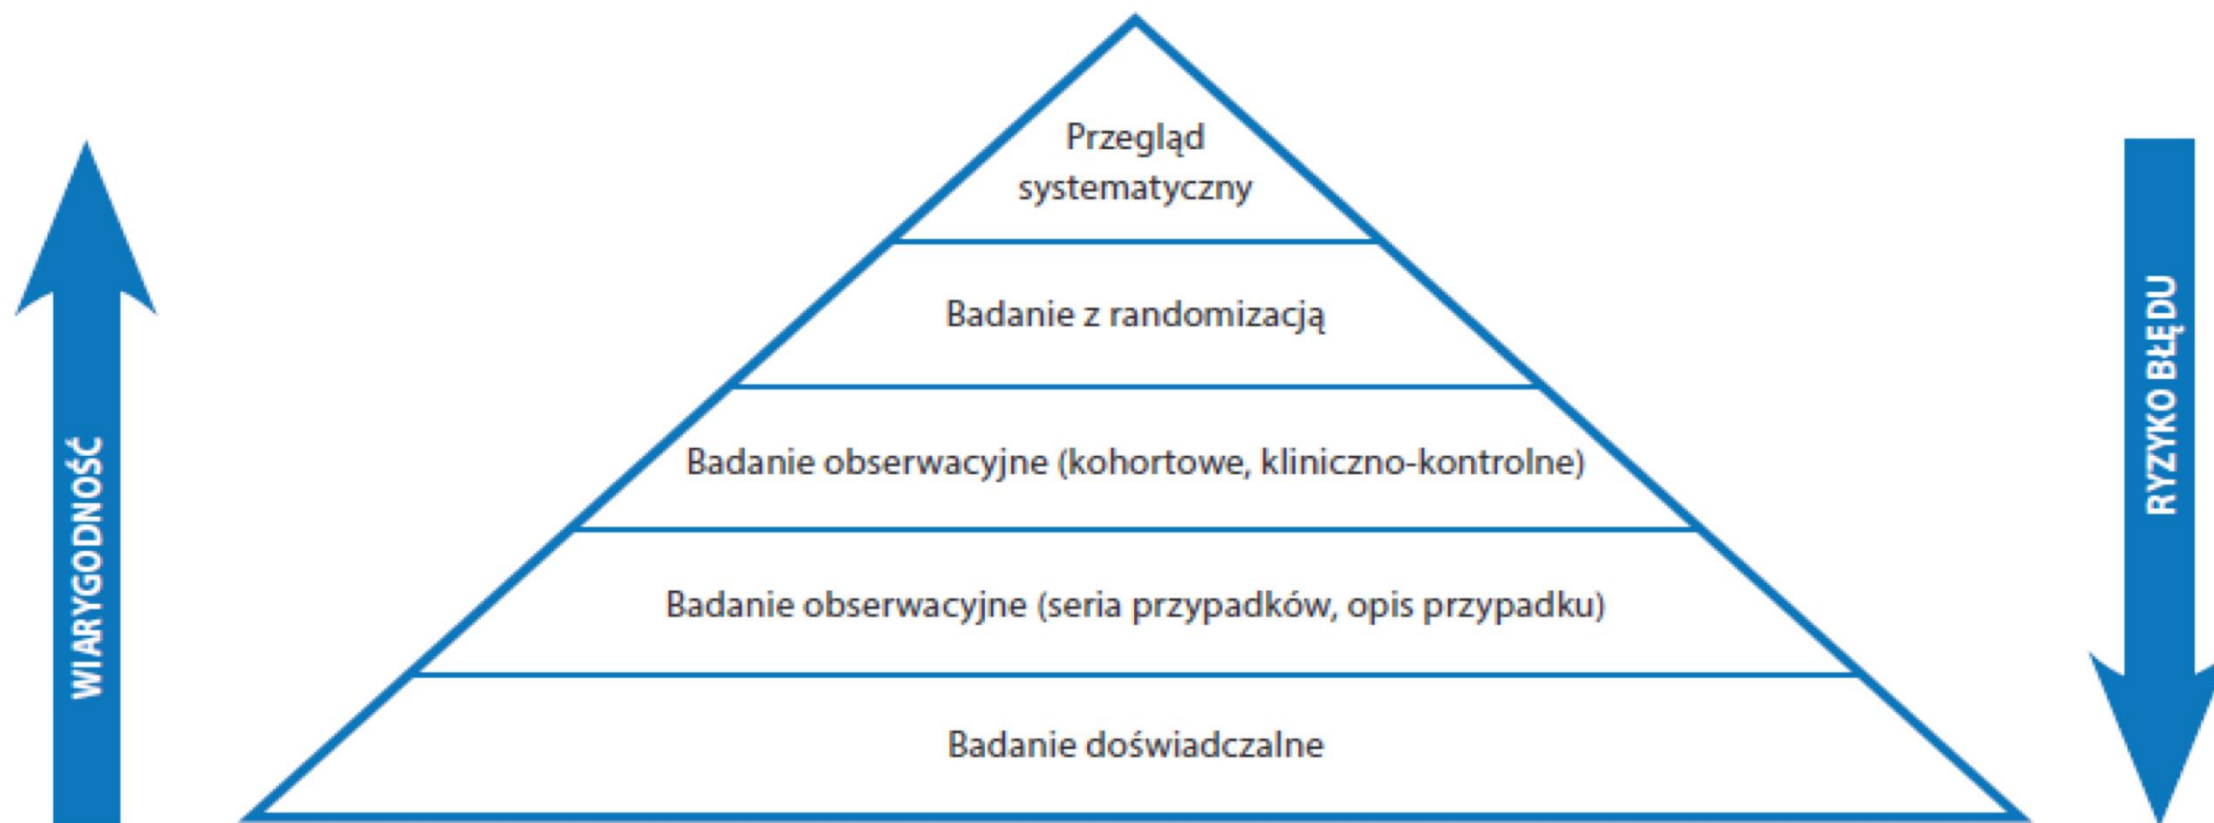 Przegląd
systematyczny
Badanie z randomizacją
Badanie obserwacyjne (kohortowe, kliniczno-kontrolne)
Badanie obserwacyjne (seria przypadków, opis przypadku)
Badanie doświadczalne
WIARYGODNOŚĆ
RYZYKO BŁĘDU